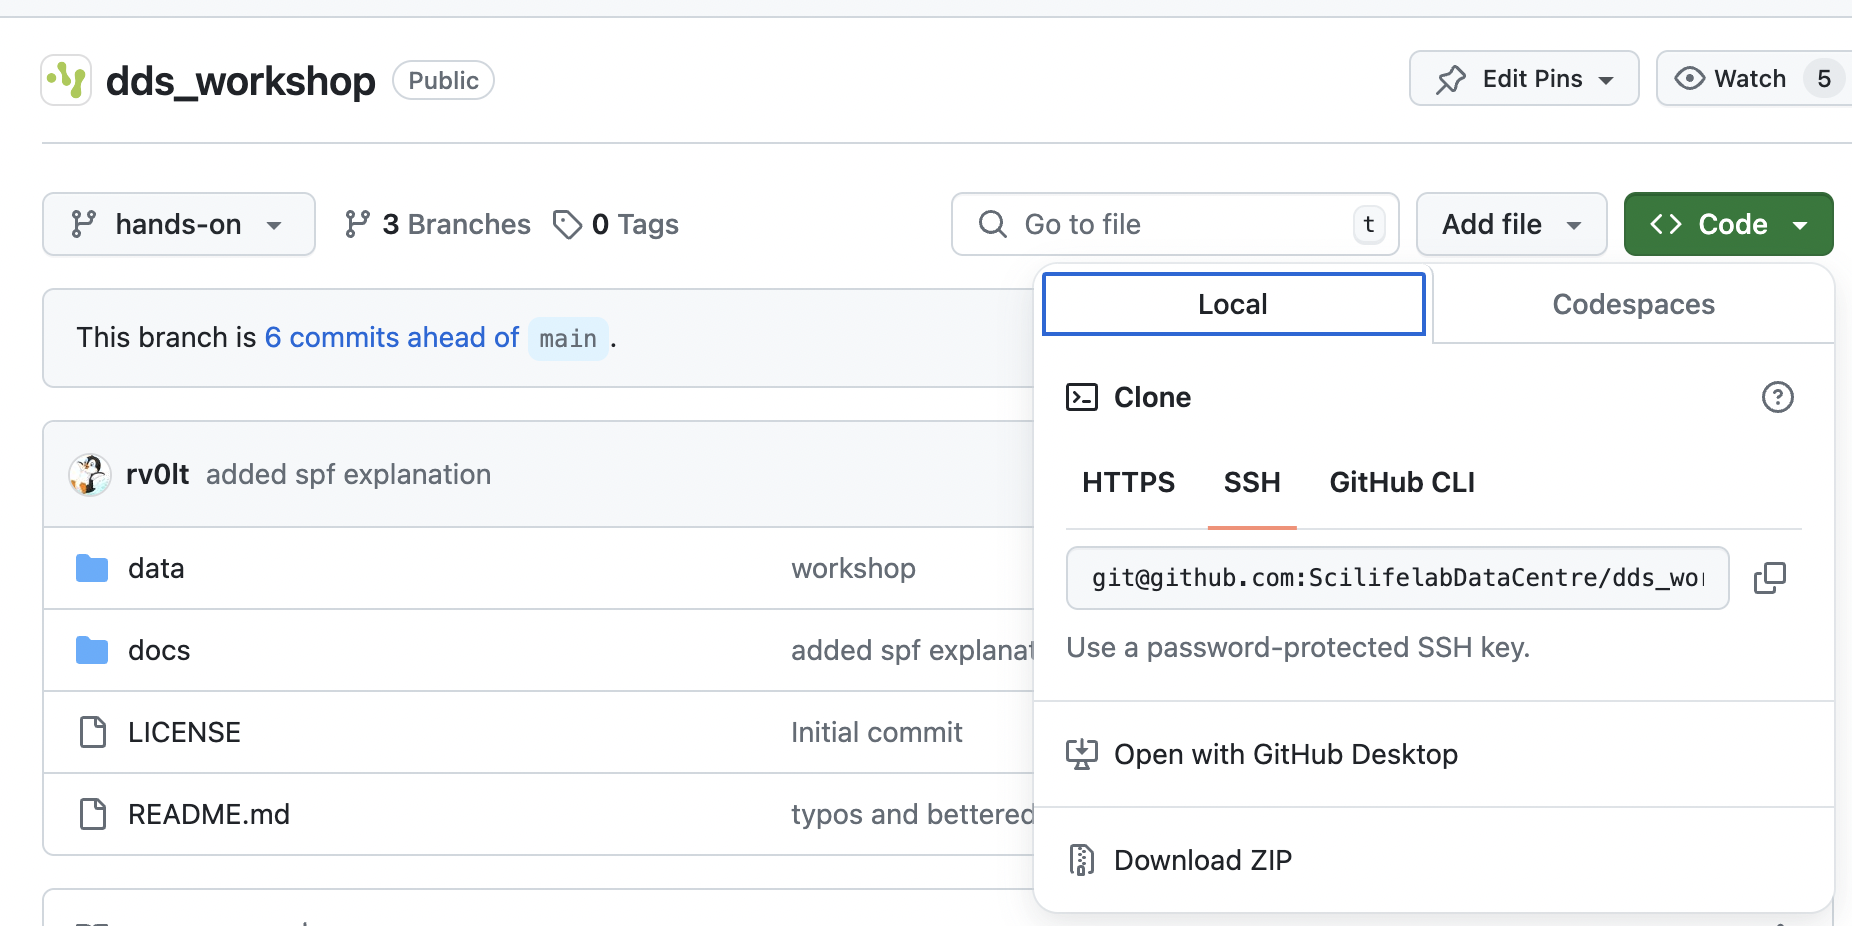 dds_workshop Public
Edit Pins
Watch 5
hands-on
3 Branches
0 Tags
Go to file t
Add file
<> Code
This branch is 6 commits ahead of main .
rv0lt added spf explanation
data workshop
docs added spf explanat
LICENSE Initial commit
README.md typos and bettered
Local
Codespaces
Clone
HTTPS SSH GitHub CLI
git@github.com:ScilifelabDataCentre/dds_wor
Use a password-protected SSH key.
Open with GitHub Desktop
Download ZIP